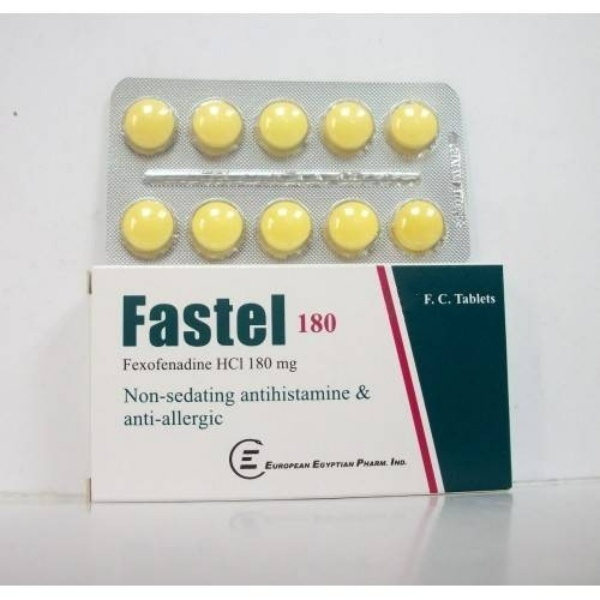 Fastel 180
F. C. Tablets
Fexofenadine HCl 180 mg
Non-sedating antihistamine &
anti-allergic
EUROPEAN EGYPTIAN PHARM. IND.